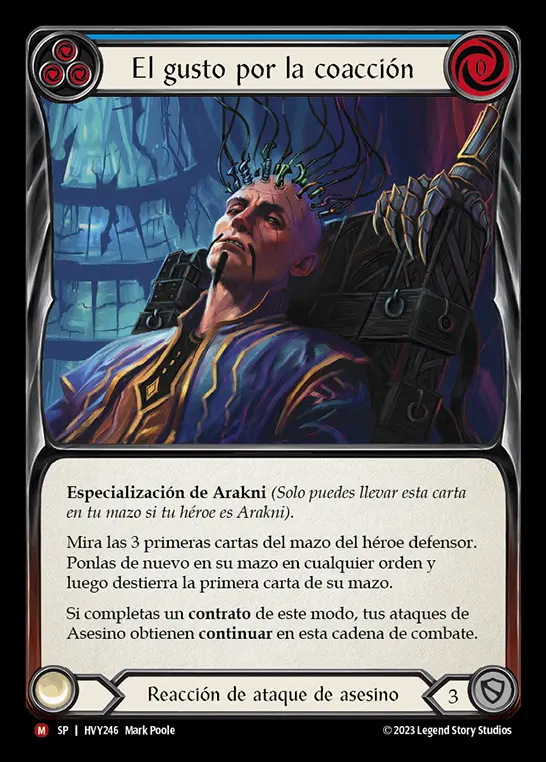 El gusto por la coacción
0
Especialización de Arakni (Solo puedes llevar esta carta
en tu mazo si tu héroe es Arakni).
Mira las 3 primeras cartas del mazo del héroe defensor.
Ponlas de nuevo en su mazo en cualquier orden y
luego destierra la primera carta de su mazo.
Si completas un contrato de este modo, tus ataques de
Asesino obtienen continuar en esta cadena de combate.
Reacción de ataque de asesino
3
M SP | HVY246 Mark Poole
©2023 Legend Story Studios